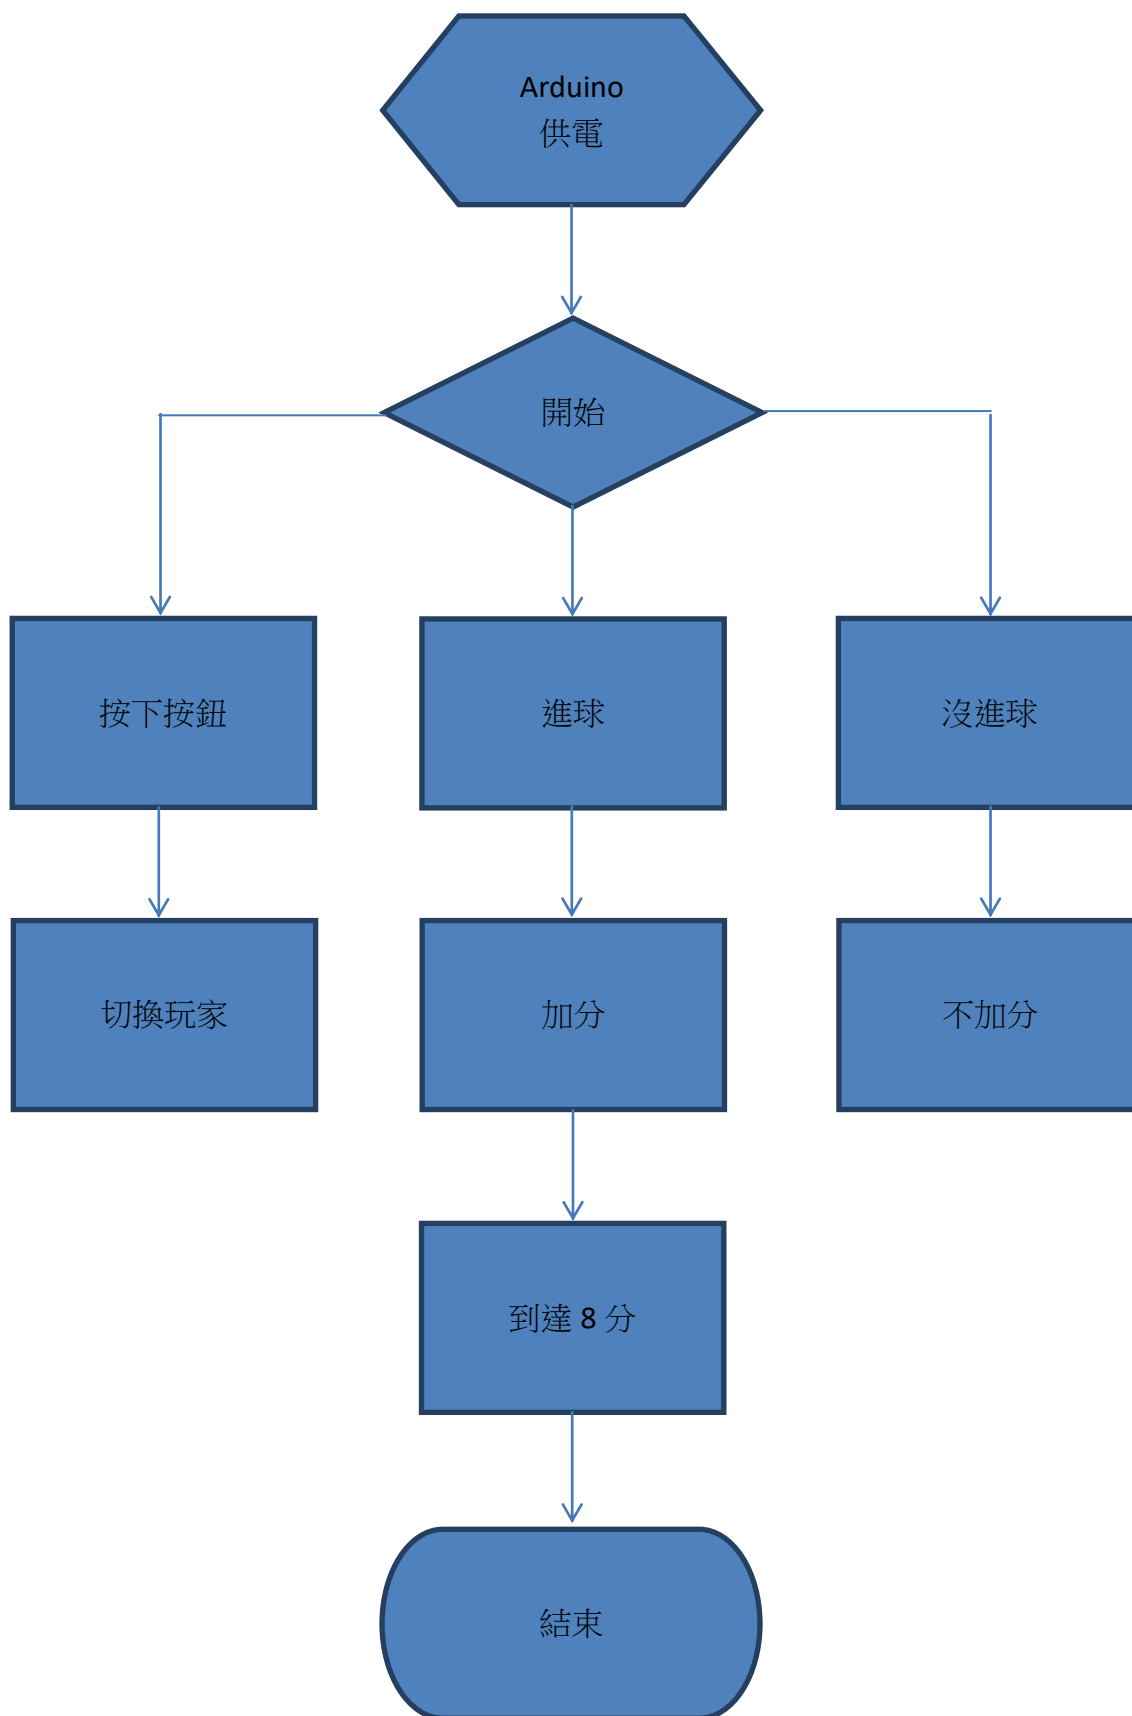 Arduino
供電
開始
按下按鈕
進球
沒進球
切換玩家
加分
不加分
到達 8 分
結束